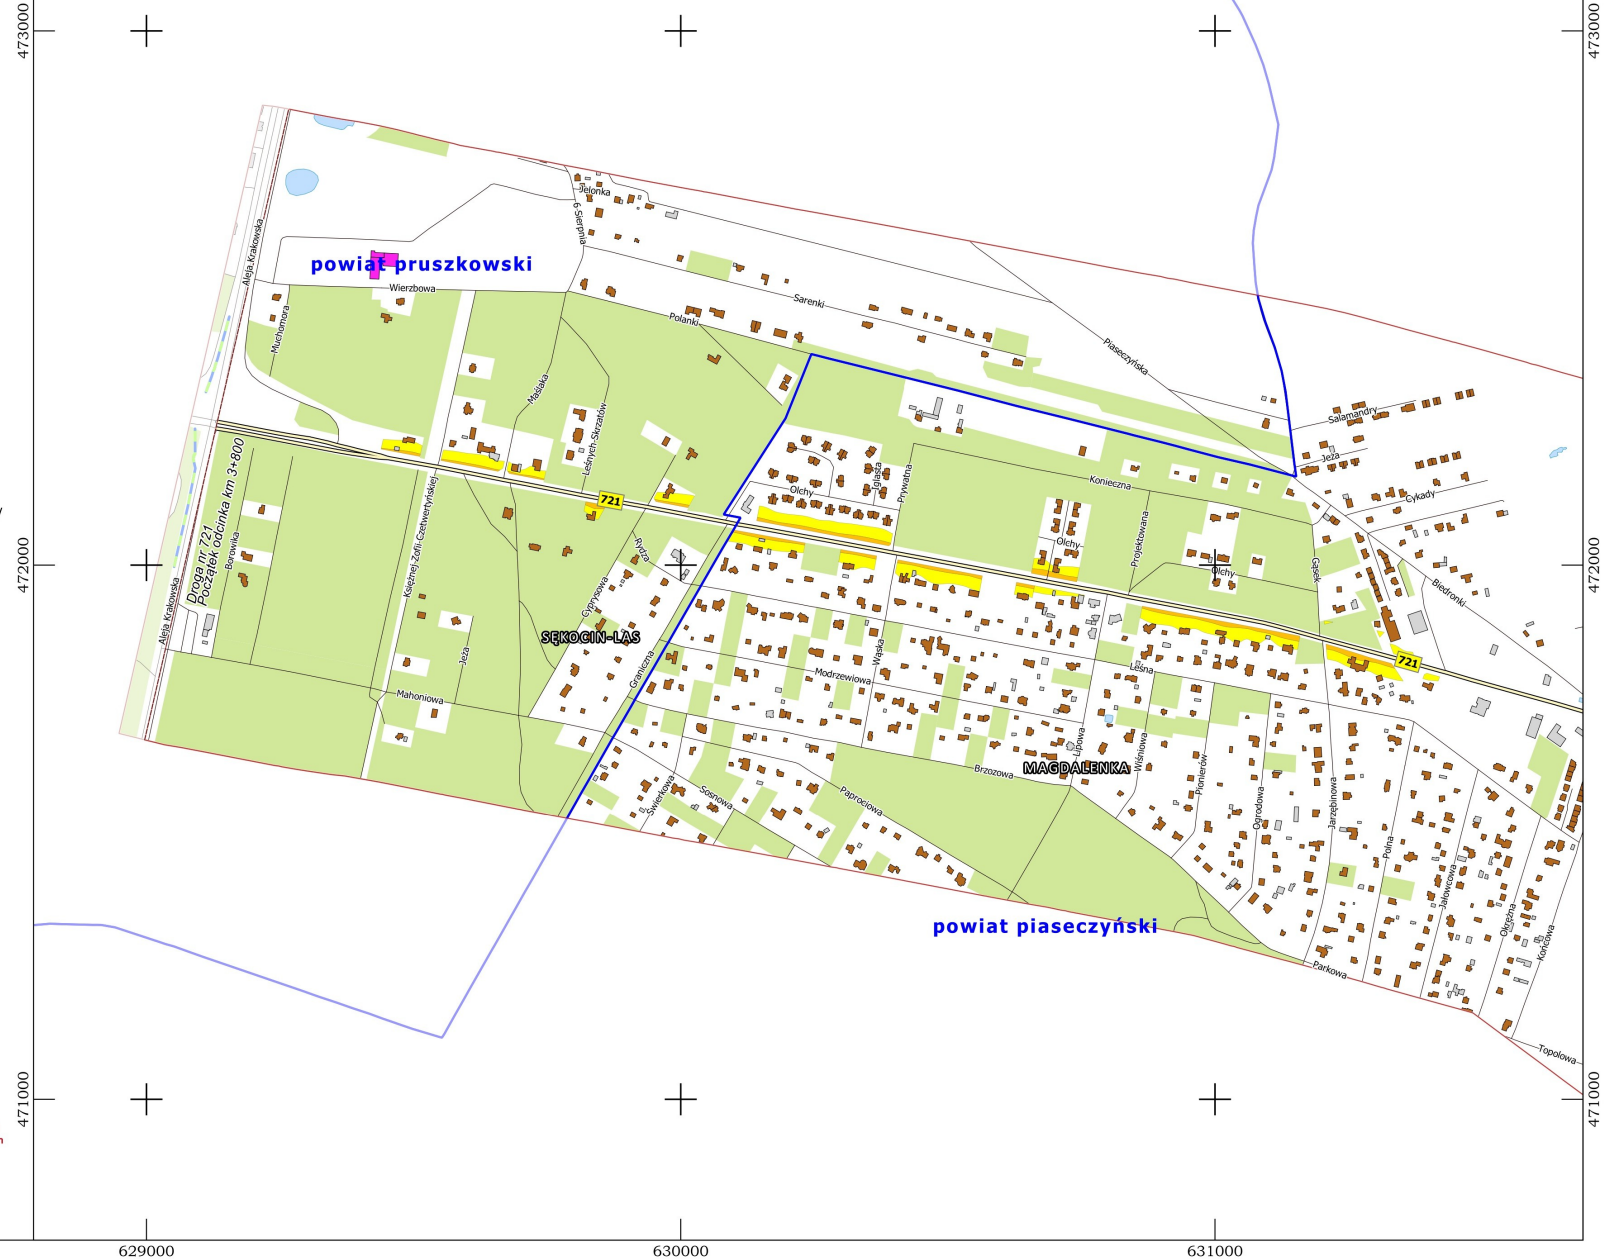 473000
473000
Jelonka
6 Sierpnia
Aleja Krakowska
powiat pruszkowski
Wierzbowa
Sarenki
Muchomora
Polanki
Piaseczyńska
Maślaka
Salamandry
Leśnych Skrzatów
Jeża
Iglasta
Prywatna
Konieczna
Olchy
Cykady
721
Droga nr 721
Początek odcinka km 3+800
Księżnej Zofii Czetwertyńskiej
Borowika
Rydza
Olchy
Projektowana
Olchy
Gąsek
472000
472000
Biedronki
Cyprysowa
Aleja Krakowska
SĘKOCIN-LAS
Jeża
Graniczna
Wąska
Leśna
721
Modrzewiowa
Mahoniowa
Lipowa
Wiśniowa
MAGDALENKA
Brzozowa
Pionierów
Świerkowa
Sosnowa
Paprociowa
Ogrodowa
Jarzębinowa
Polna
Jałowcowa
Okrężna
Końcowa
powiat piaseczyński
Parkowa
Topolowa
471000
471000
629000
630000
631000